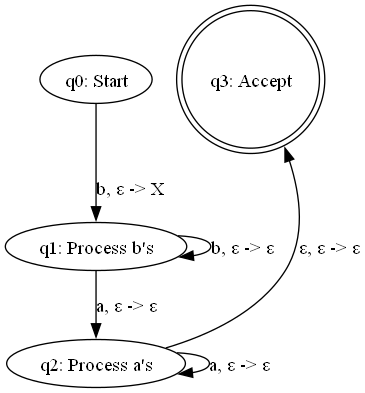 q0: Start
q3: Accept
b, ε -> X
q1: Process b's
b, ε -> ε
ε, ε -> ε
a, ε -> ε
q2: Process a's
a, ε -> ε